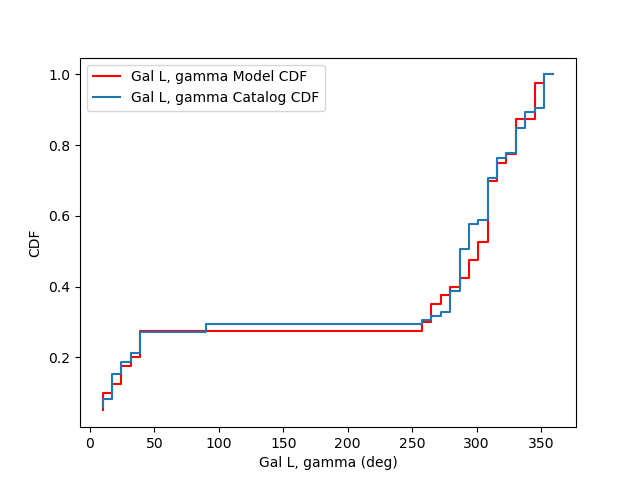 Gal L, gamma Model CDF
Gal L, gamma Catalog CDF
1.0
0.8
0.6
0.4
0.2
CDF
0 50 100 150 200 250 300 350
Gal L, gamma (deg)